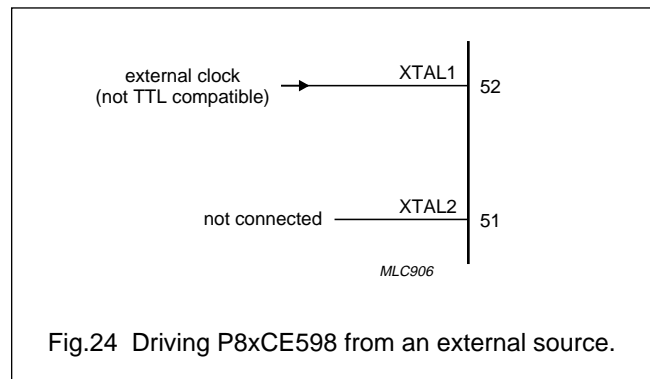 external clock
(not TTL compatible)
XTAL1
52
not connected
XTAL2
51
MLC906
Fig.24 Driving P8xCE598 from an external source.